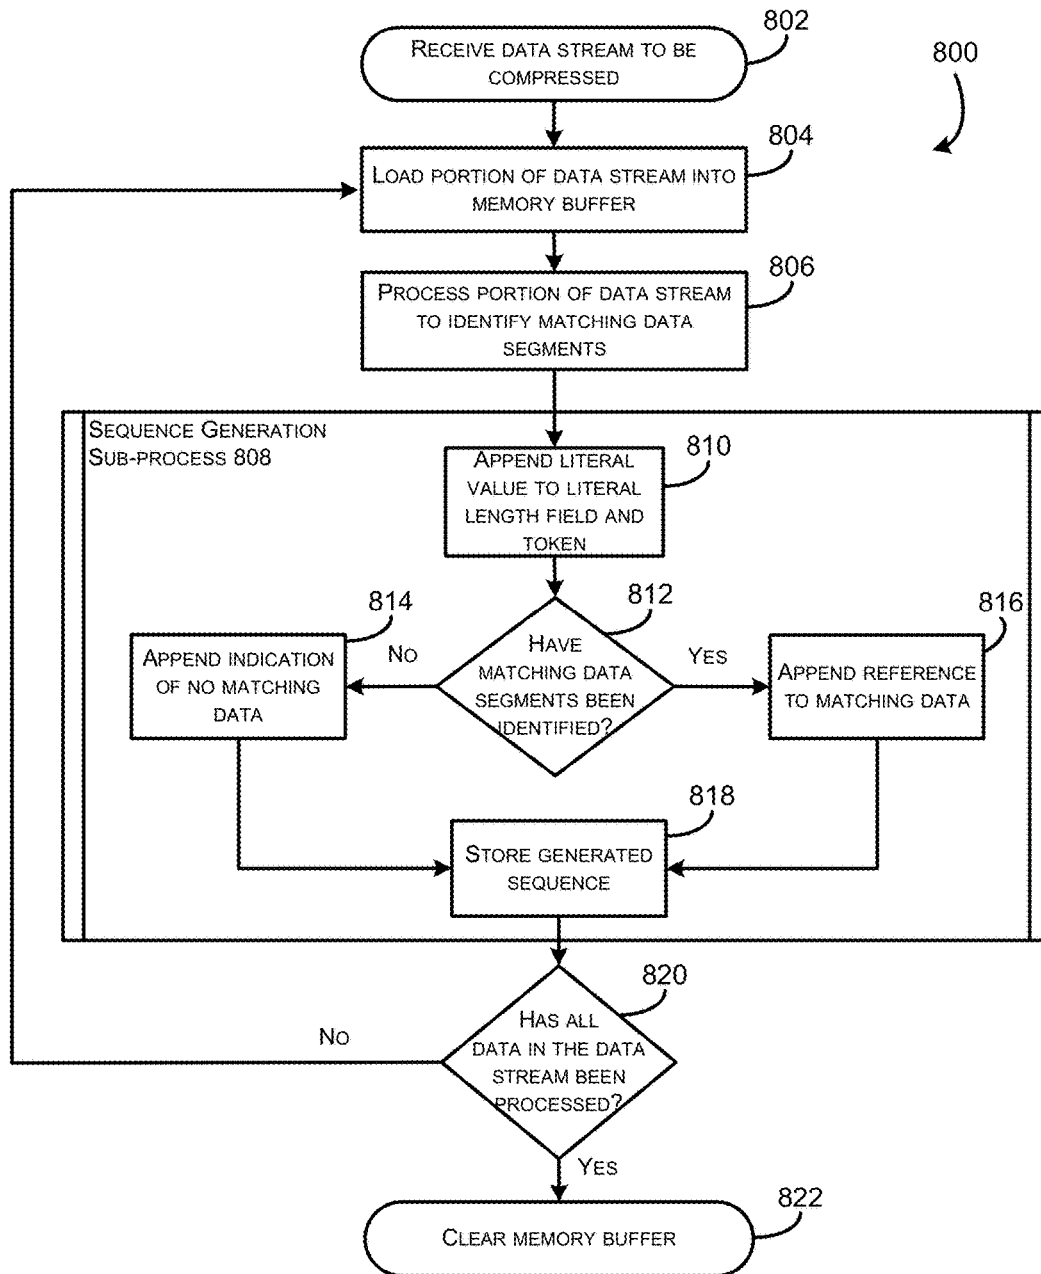 802
RECEIVE DATA STREAM TO BE
COMPRESSED
800
804
LOAD PORTION OF DATA STREAM INTO
MEMORY BUFFER
806
PROCESS PORTION OF DATA STREAM
TO IDENTIFY MATCHING DATA
SEGMENTS
SEQUENCE GENERATION
SUB-PROCESS 808
810
APPEND LITERAL
VALUE TO LITERAL
LENGTH FIELD AND
TOKEN
812
HAVE
MATCHING DATA
SEGMENTS BEEN
IDENTIFIED?
NO
YES
814
APPEND INDICATION
OF NO MATCHING
DATA
816
APPEND REFERENCE
TO MATCHING DATA
818
STORE GENERATED
SEQUENCE
820
HAS ALL
DATA IN THE DATA
STREAM BEEN
PROCESSED?
NO
YES
822
CLEAR MEMORY BUFFER